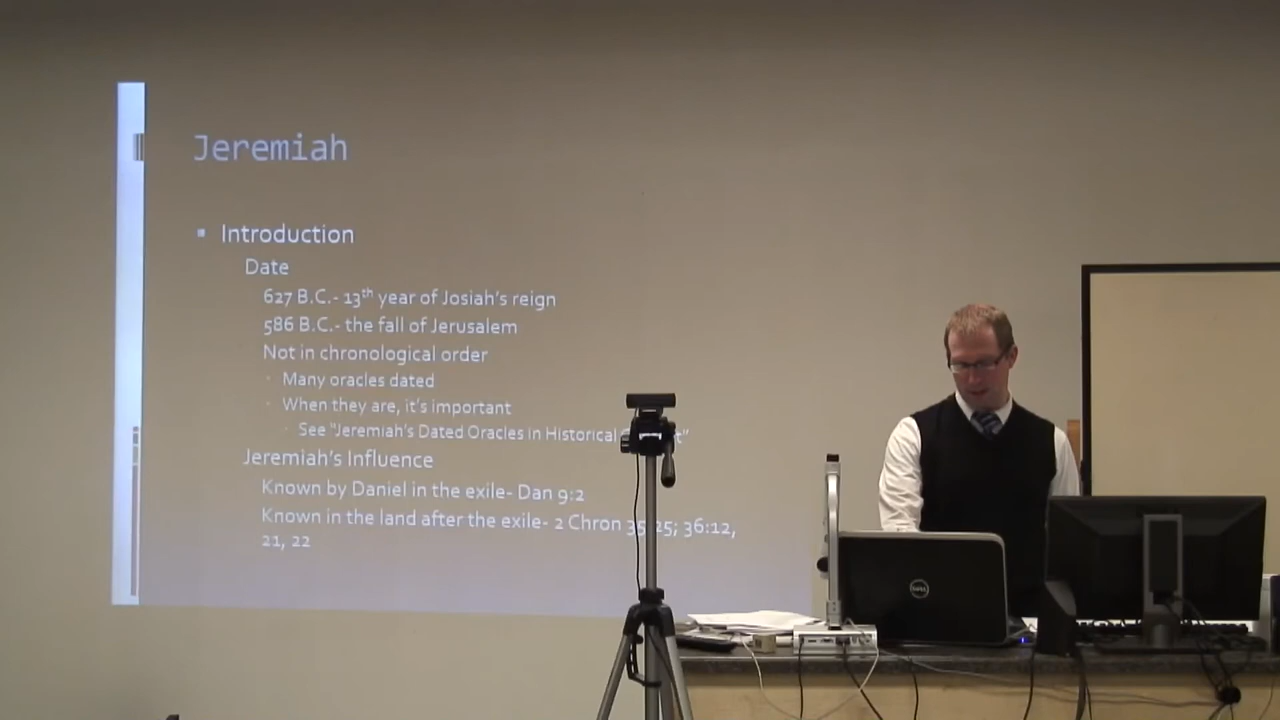 Jeremiah
Introduction
Date
627 B.C.- 13th year of Josiah's reign
586 B.C.- the fall of Jerusalem
Not in chronological order
Many oracles dated
When they are, it's important
See "Jeremiah's Dated Oracles in Historical
Jeremiah's Influence
Known by Daniel in the exile- Dan 9:2
Known in the land after the exile- 2 Chron 35:25; 36:12,
21, 22
DELL